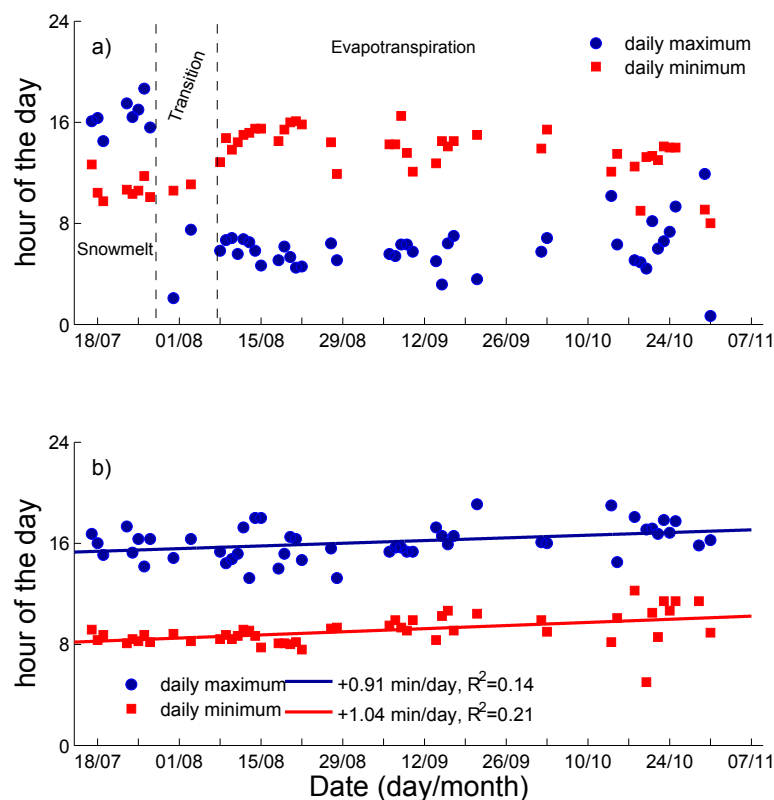 24
a)
Transition
Evapotranspiration
daily maximum
daily minimum
16
hour of the day
8
Snowmelt
0
18/07 01/08 15/08 29/08 12/09 26/09 10/10 24/10 07/11
24
b)
16
hour of the day
8
daily maximum +0.91 min/day, R²=0.14
daily minimum +1.04 min/day, R²=0.21
0
18/07 01/08 15/08 29/08 12/09 26/09 10/10 24/10 07/11
Date (day/month)